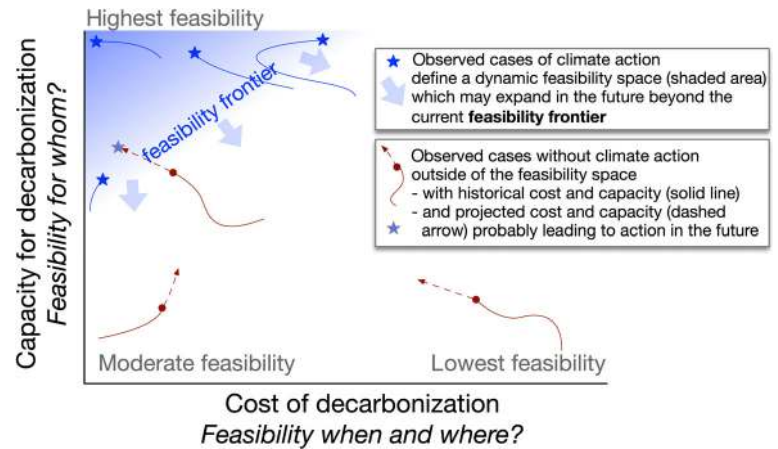 Highest feasibility
Capacity for decarbonization
Feasibility for whom?
feasibility frontier
Observed cases of climate action
define a dynamic feasibility space (shaded area)
which may expand in the future beyond the
current feasibility frontier
Observed cases without climate action
outside of the feasibility space
- with historical cost and capacity (solid line)
- and projected cost and capacity (dashed
arrow) probably leading to action in the future
Moderate feasibility
Lowest feasibility
Cost of decarbonization
Feasibility when and where?